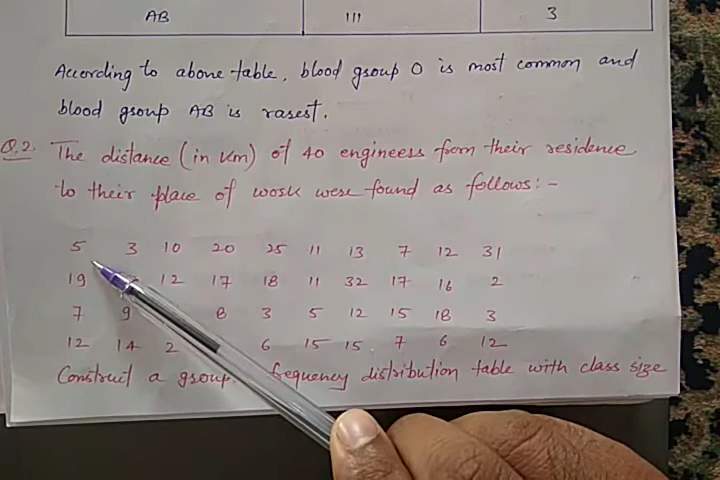 AB III 3
According to above table, blood group O is most common and
blood group AB is rarest.
Q.2. The distance (in km) of 40 engineers from their residence
to their place of work were found as follows:-
5 3 10 20 25 11 13 7 12 31
19 12 17 18 11 32 17 16 2
7 9 8 3 5 12 15 18 3
12 14 2 6 15 15 7 6 12
Construct a group frequency distribution table with class size